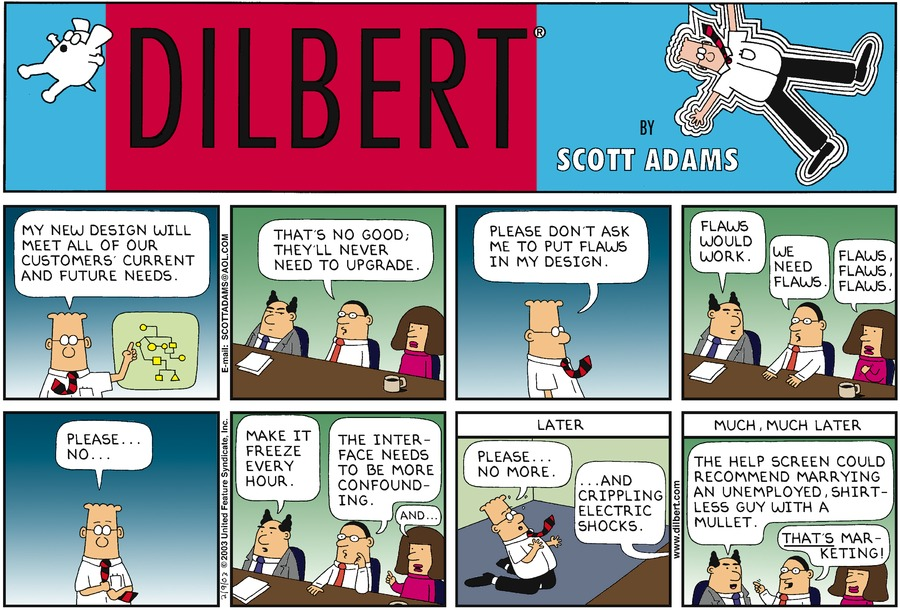 DILBERT®
BY
SCOTT ADAMS
MY NEW DESIGN WILL
MEET ALL OF OUR
CUSTOMERS' CURRENT
AND FUTURE NEEDS.
E-mail: SCOTTADAMS@AOL.COM
THAT'S NO GOOD;
THEY'LL NEVER
NEED TO UPGRADE.
PLEASE DON'T ASK
ME TO PUT FLAWS
IN MY DESIGN.
FLAWS
WOULD
WORK.
WE
NEED
FLAWS.
FLAWS,
FLAWS,
FLAWS.
PLEASE...
NO...
2/9/03 © 2003 United Feature Syndicate, Inc.
MAKE IT
FREEZE
EVERY
HOUR.
THE INTER-
FACE NEEDS
TO BE MORE
CONFOUND-
ING.
AND...
LATER
PLEASE...
NO MORE.
...AND
CRIPPLING
ELECTRIC
SHOCKS.
www.dilbert.com
MUCH, MUCH LATER
THE HELP SCREEN COULD
RECOMMEND MARRYING
AN UNEMPLOYED, SHIRT-
LESS GUY WITH A
MULLET.
THAT'S MAR-
KETING!